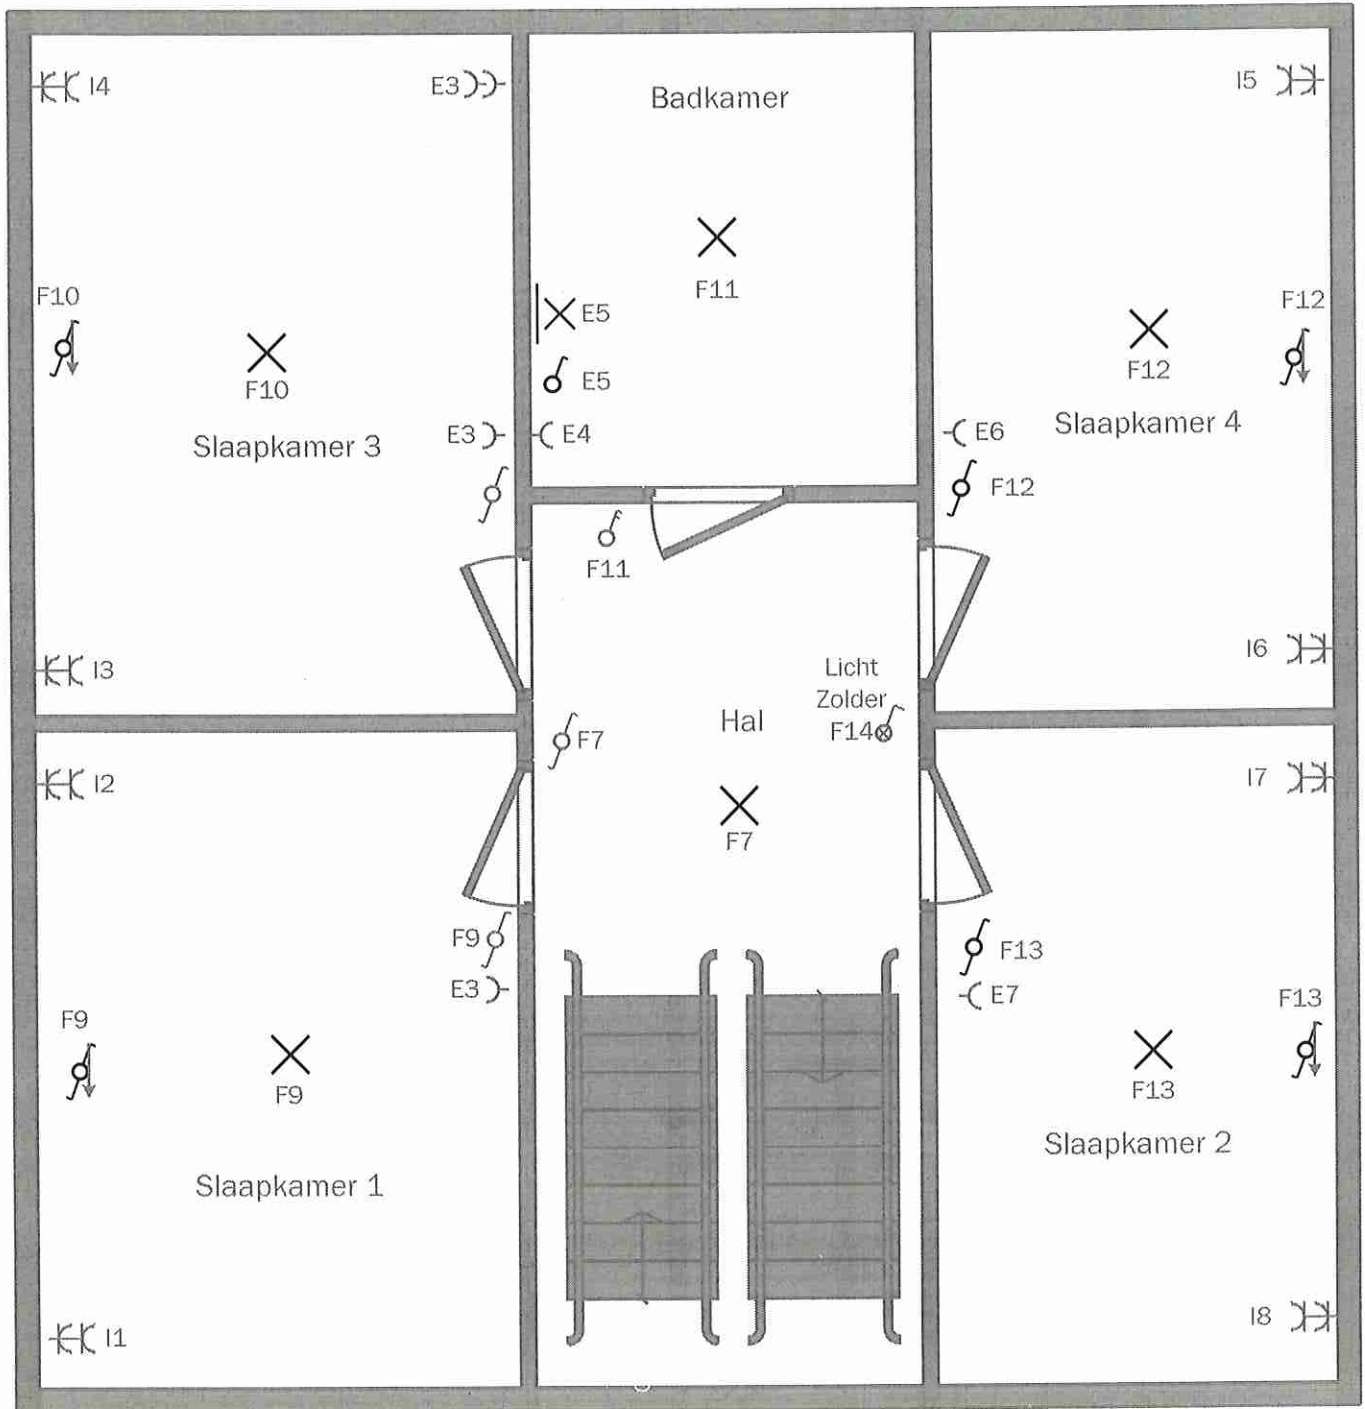 I4
E3
Badkamer
I5
F10
F11
E5
F12
F10
E5
F12
Slaapkamer 3
E3
E4
E6
Slaapkamer 4
F12
F11
I3
Licht
Zolder
I6
F7
Hal
F14
I2
I7
F7
F9
F13
E3
E7
F9
F13
F9
F13
Slaapkamer 2
Slaapkamer 1
I1
I8